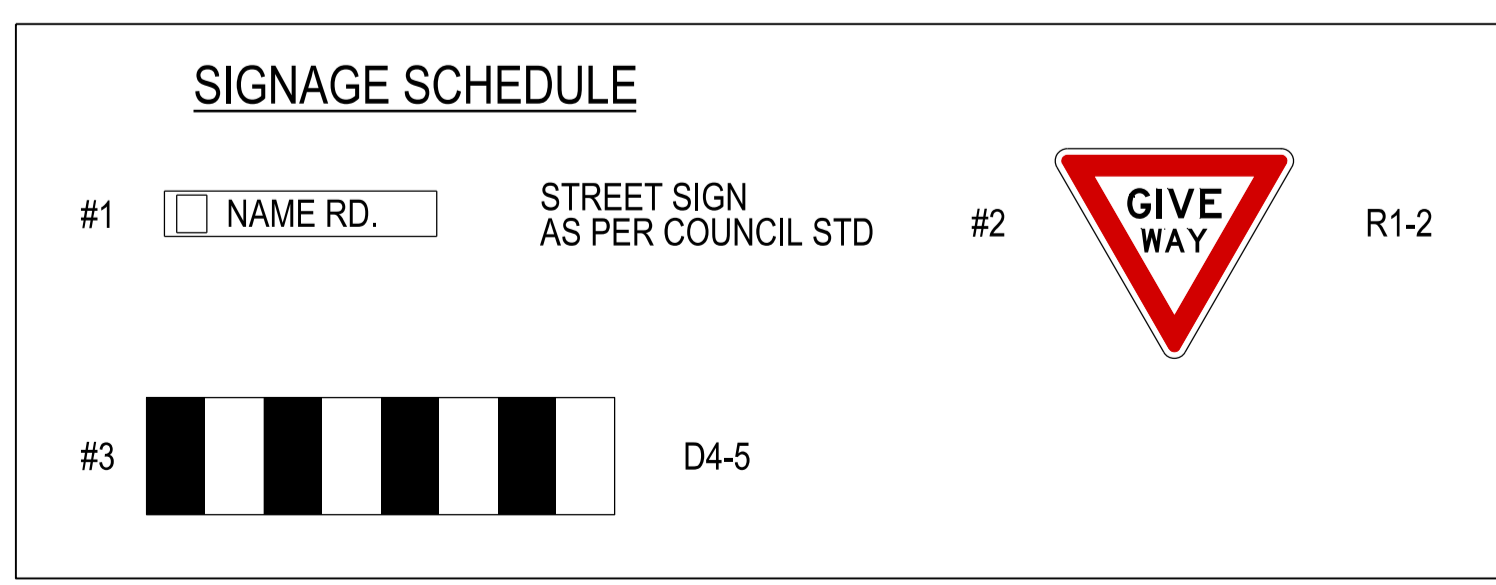 SIGNAGE SCHEDULE
#1
NAME RD.
STREET SIGN
AS PER COUNCIL STD
#2
GIVE
WAY
R1-2
#3
D4-5